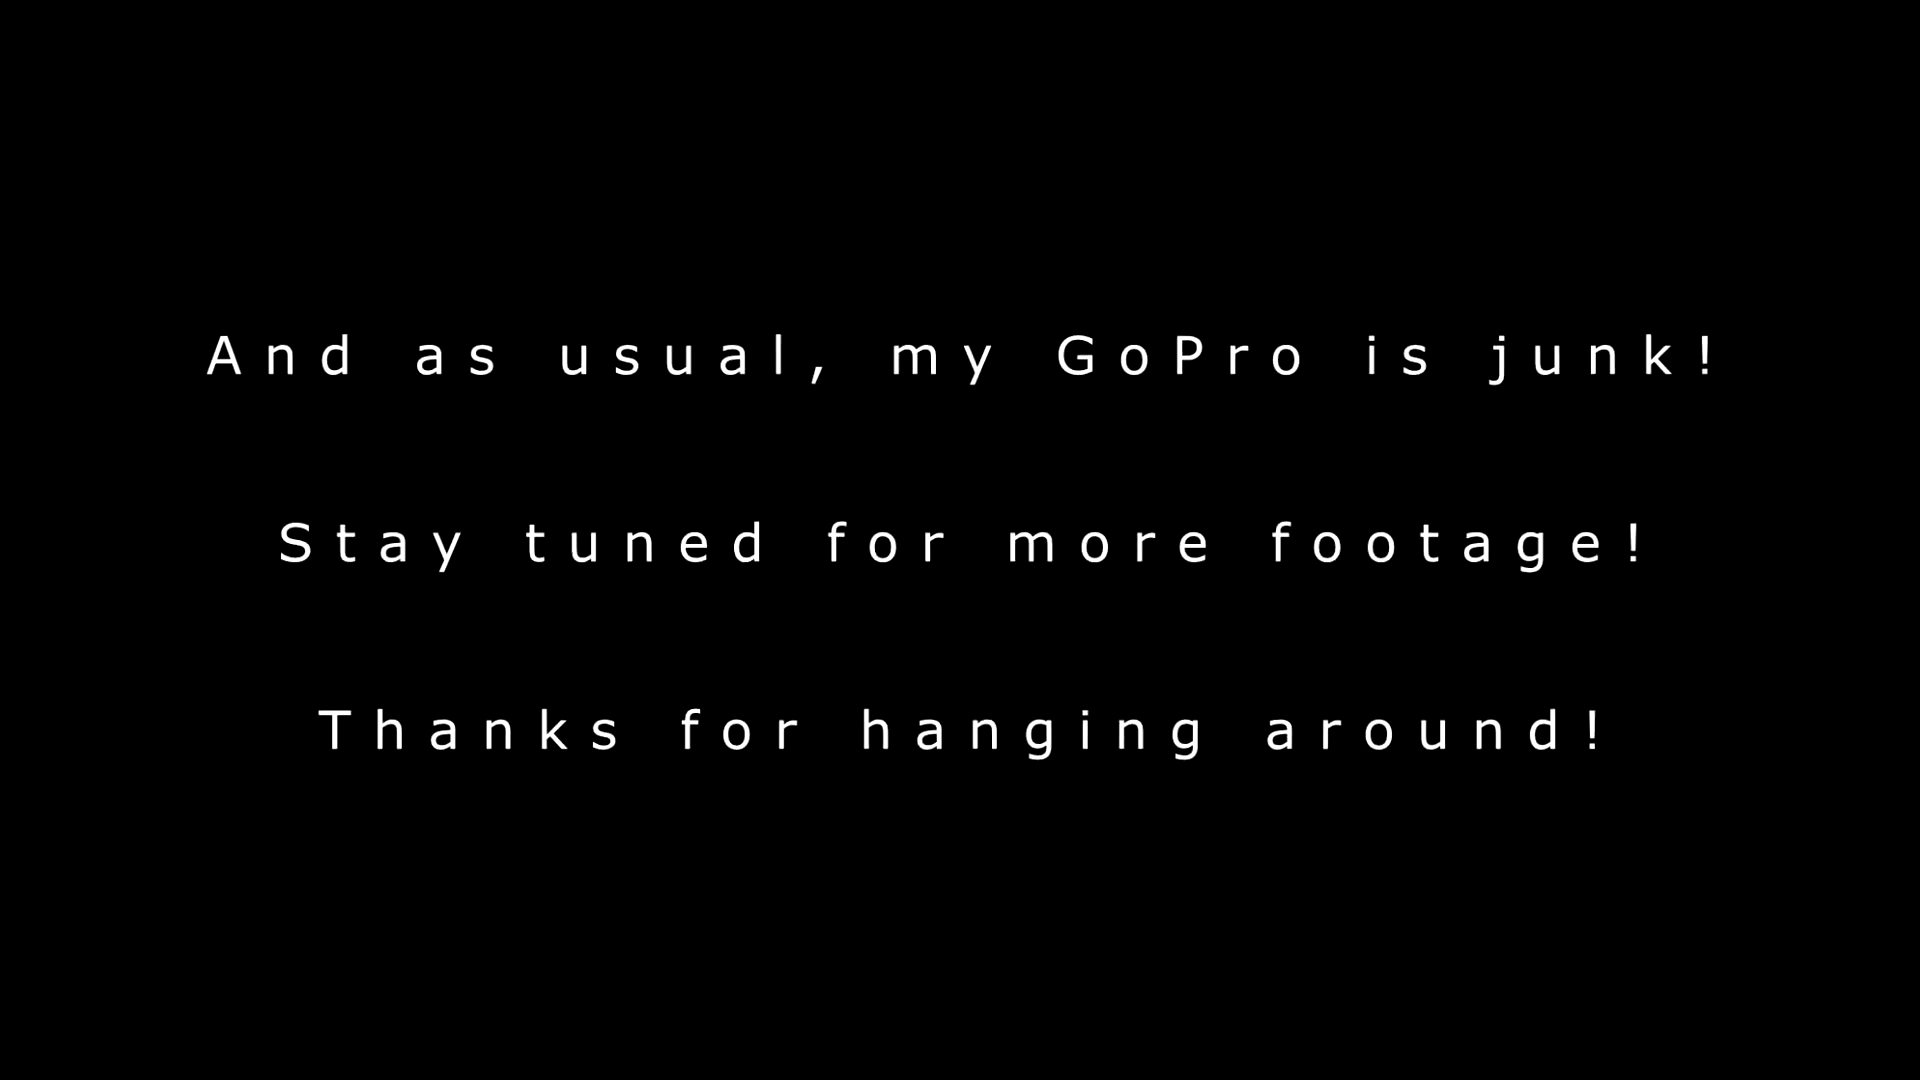 And as usual, my GoPro is junk!
Stay tuned for more footage!
Thanks for hanging around!